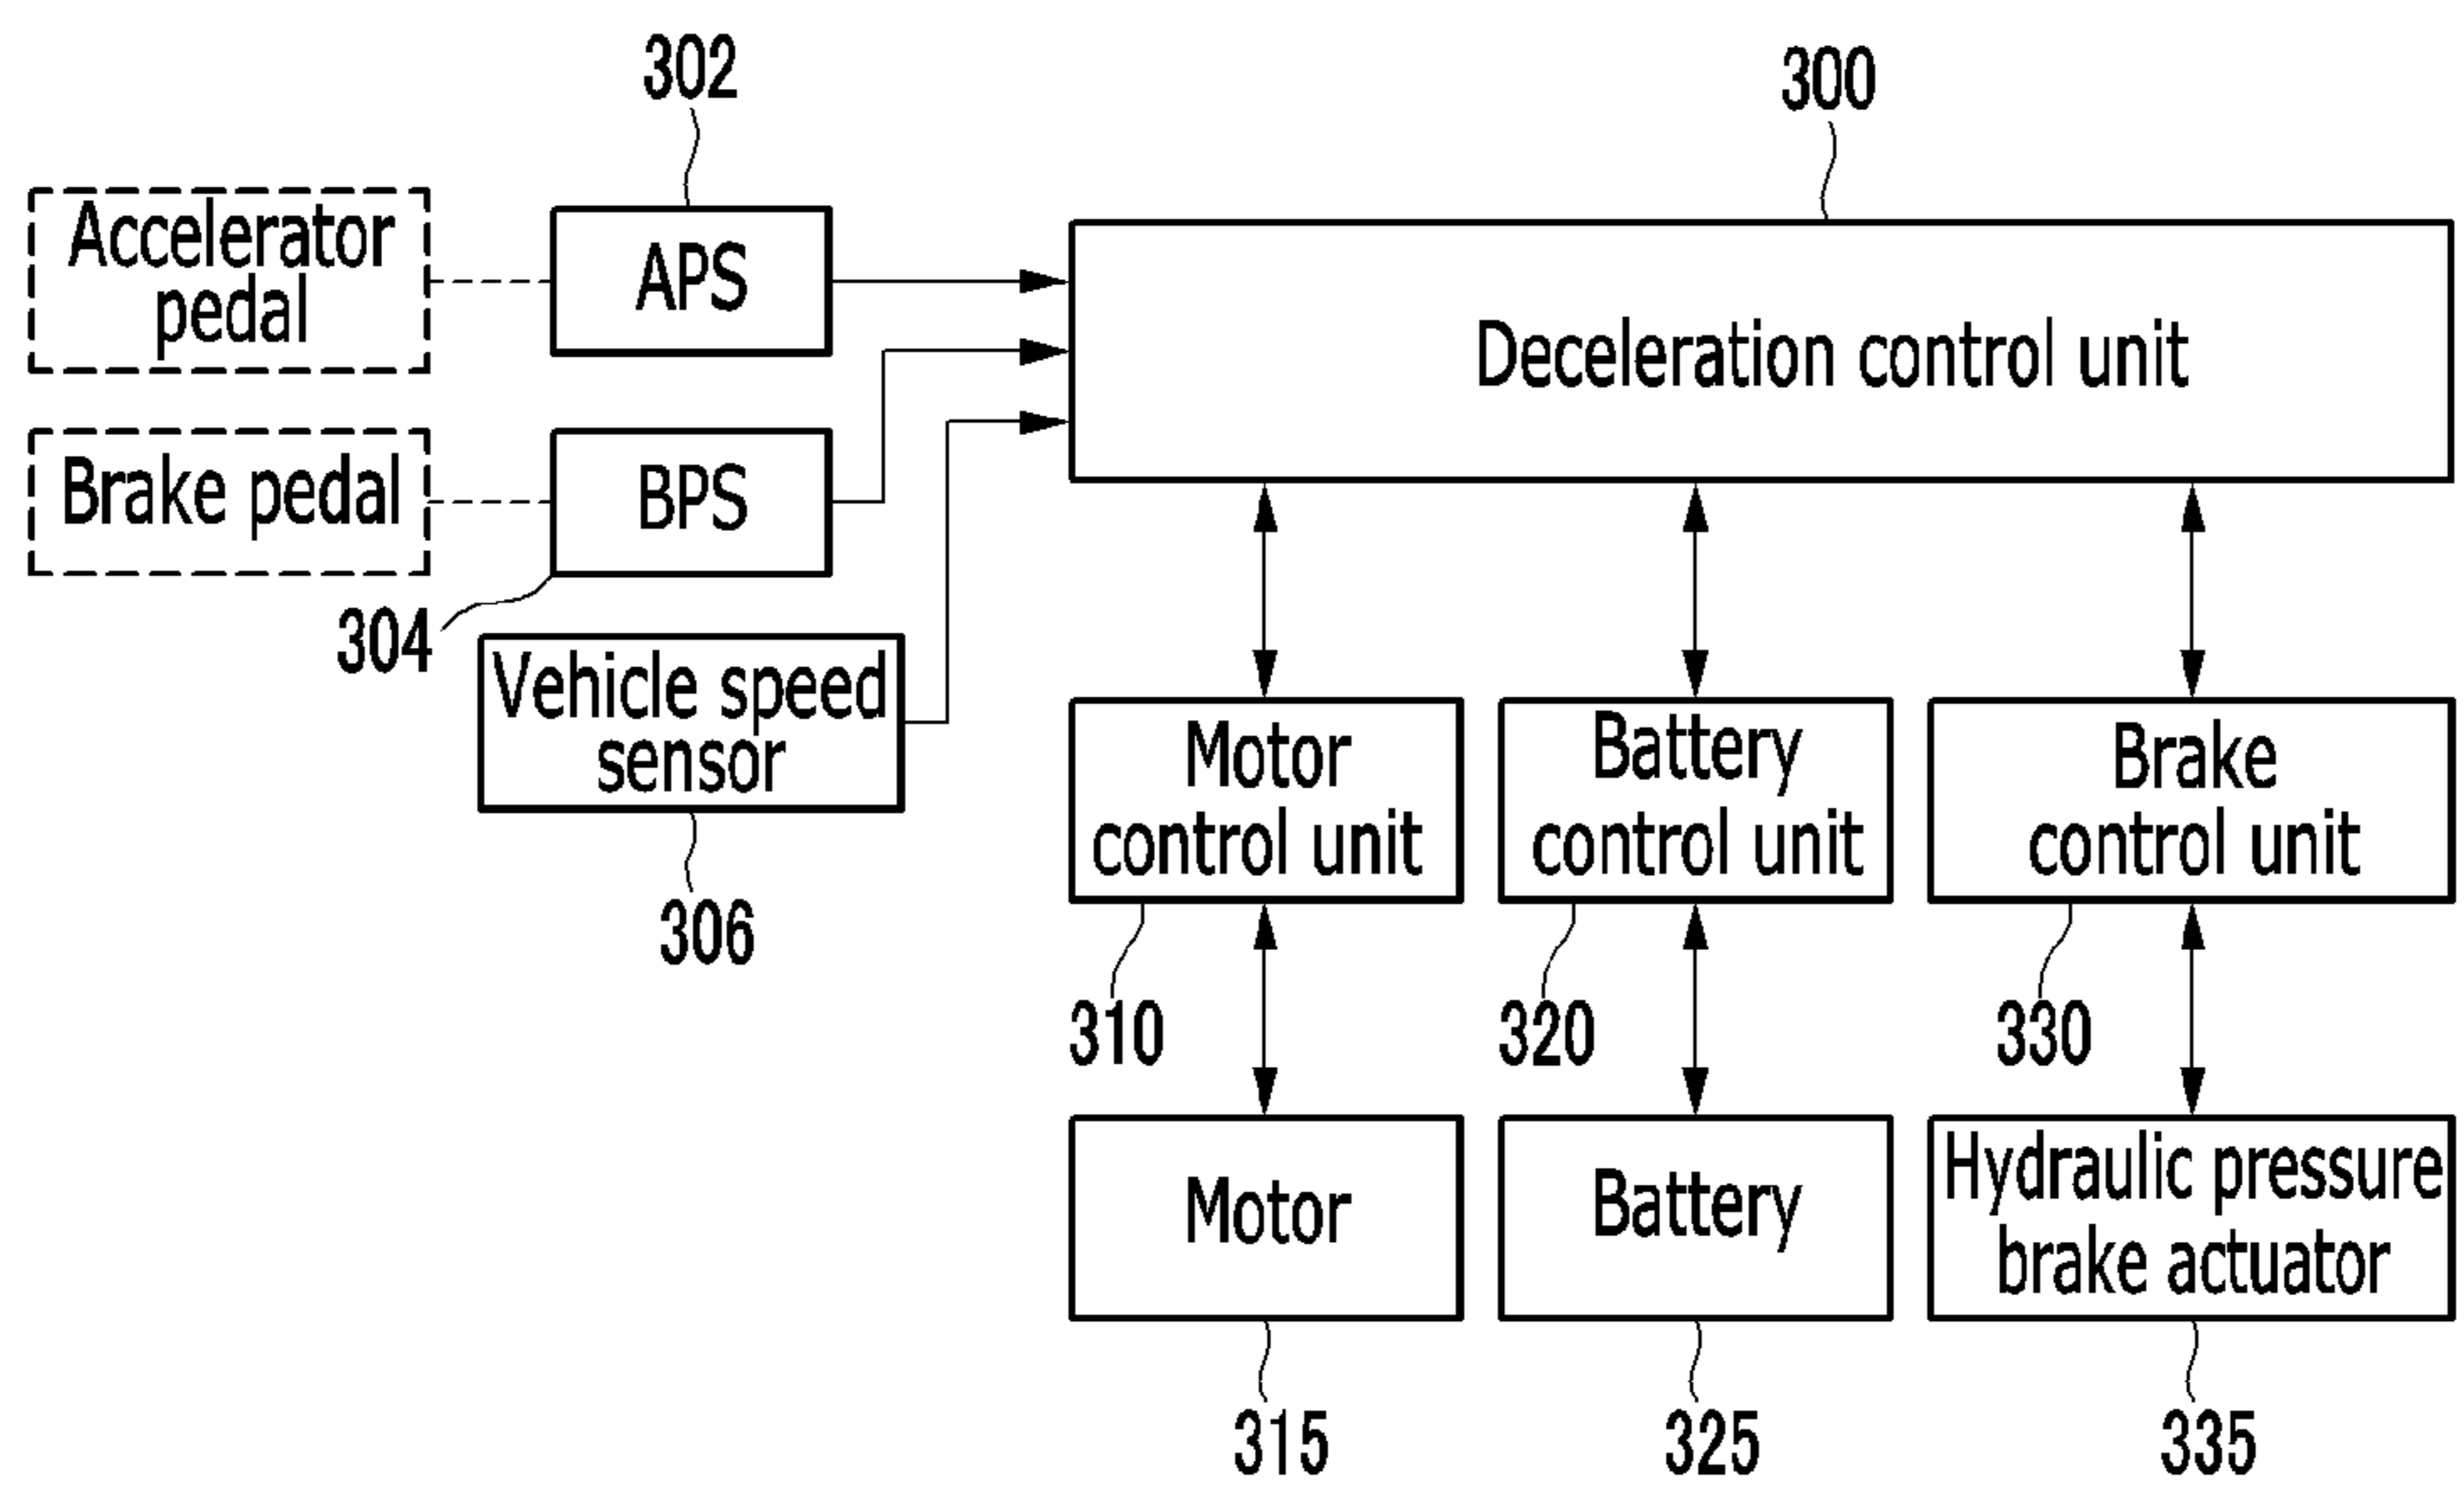 302
300
Accelerator
pedal
APS
Deceleration control unit
Brake pedal
BPS
304
Vehicle speed
sensor
306
Motor
control unit
Battery
control unit
Brake
control unit
310
320
330
Motor
Battery
Hydraulic pressure
brake actuator
315
325
335